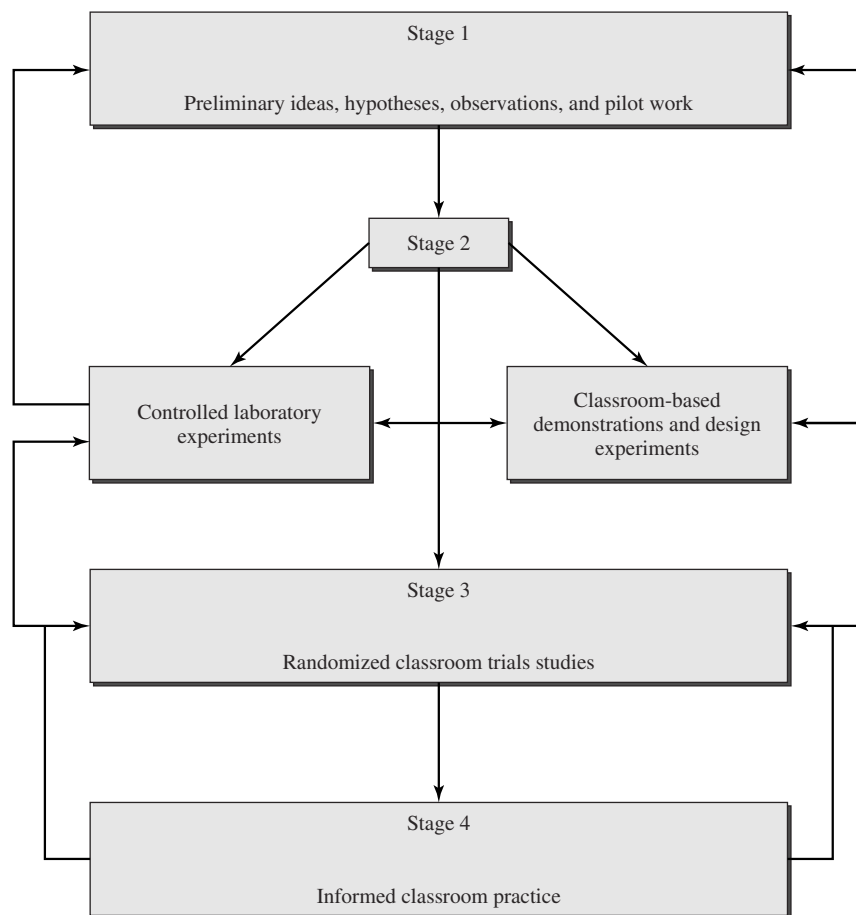 Stage 1
Preliminary ideas, hypotheses, observations, and pilot work
Stage 2
Controlled laboratory
experiments
Classroom-based
demonstrations and design
experiments
Stage 3
Randomized classroom trials studies
Stage 4
Informed classroom practice